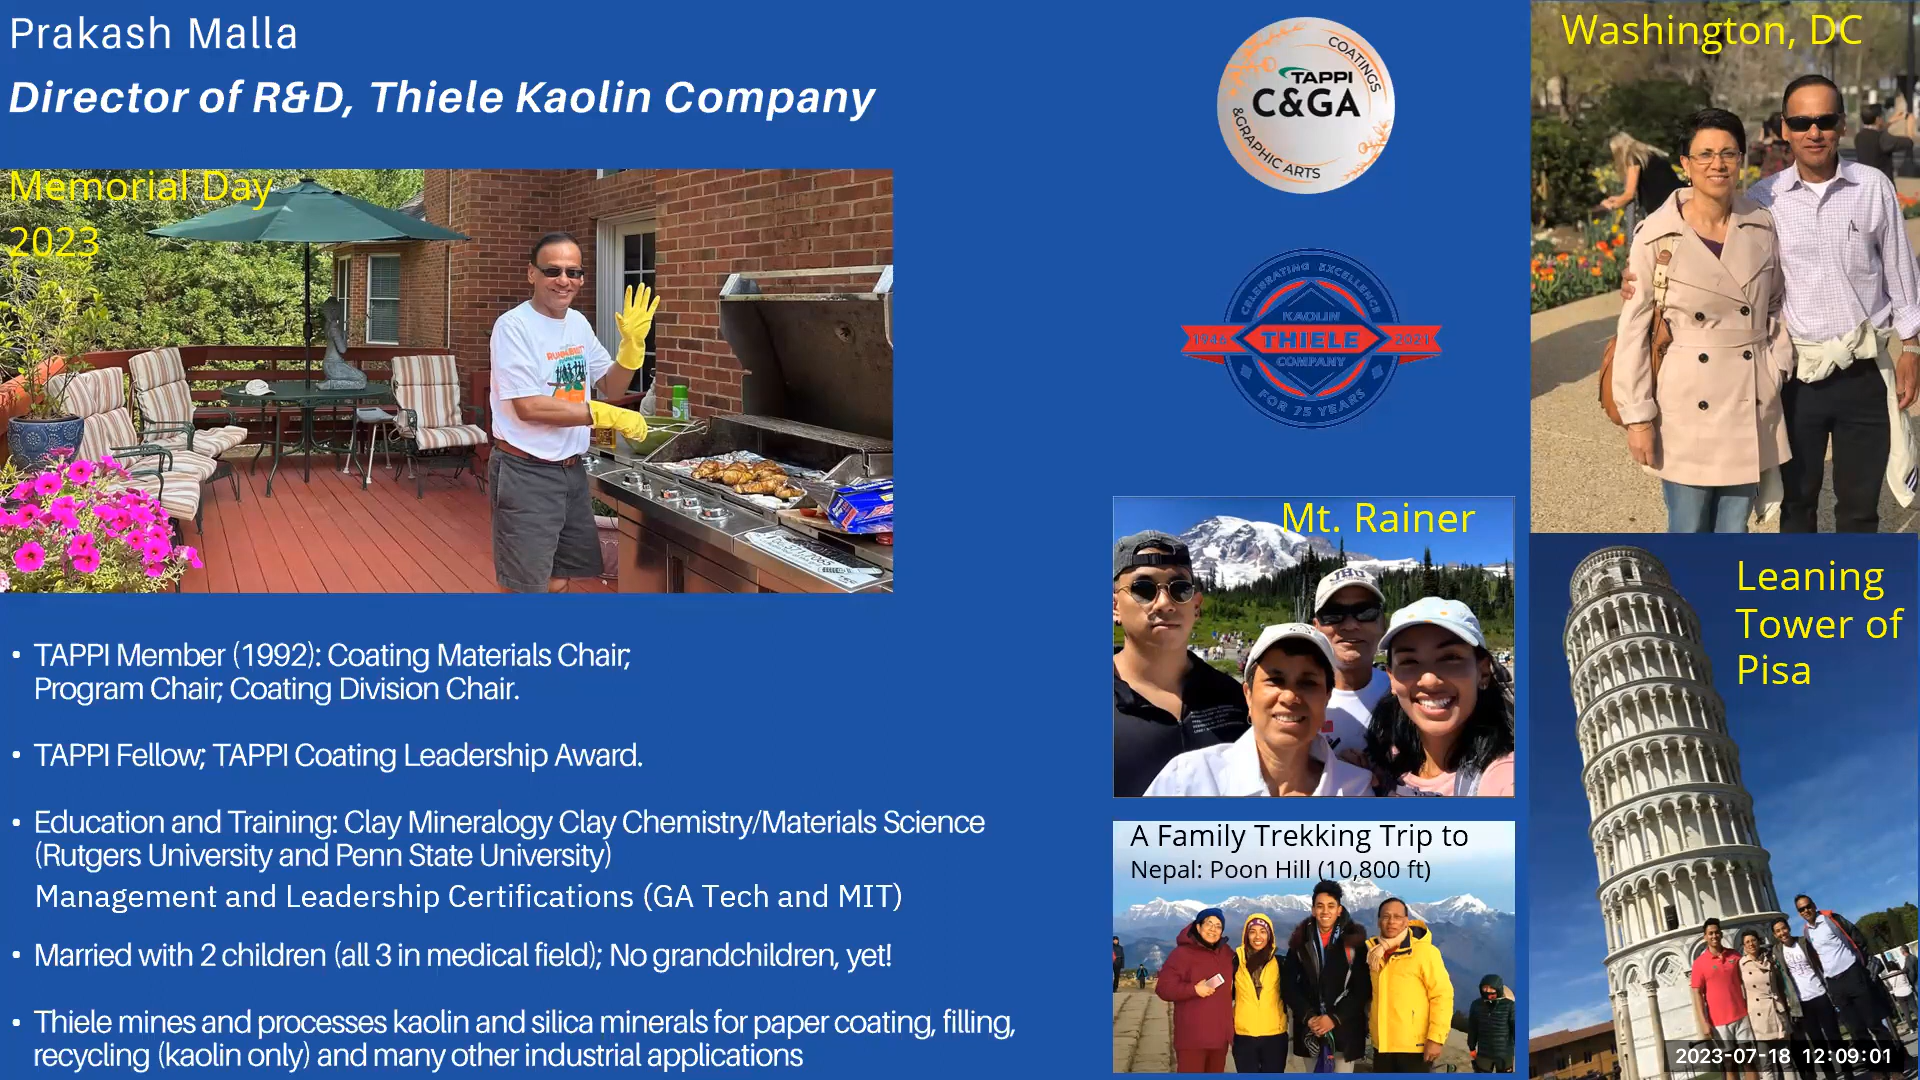 Prakash Malla
Director of R&D, Thiele Kaolin Company
Memorial Day
2023
TAPPI
C&GA
COATINGS
&GRAPHIC ARTS
CELEBRATING EXCELLENCE
KAOLIN
1946 THIELE 2021
COMPANY
FOR 75 YEARS
Washington, DC
Mt. Rainer
JHU
Leaning
Tower of
Pisa
A Family Trekking Trip to
Nepal: Poon Hill (10,800 ft)
• TAPPI Member (1992): Coating Materials Chair;
Program Chair; Coating Division Chair.
• TAPPI Fellow; TAPPI Coating Leadership Award.
• Education and Training: Clay Mineralogy Clay Chemistry/Materials Science
(Rutgers University and Penn State University)
Management and Leadership Certifications (GA Tech and MIT)
• Married with 2 children (all 3 in medical field); No grandchildren, yet!
• Thiele mines and processes kaolin and silica minerals for paper coating, filling,
recycling (kaolin only) and many other industrial applications
2023-07-18 12:09:01